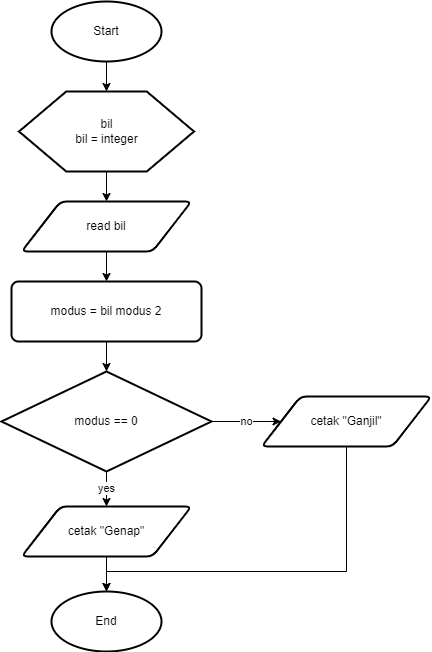 Start
bil
bil = integer
read bil
modus = bil modus 2
modus == 0
no
cetak "Ganjil"
yes
cetak "Genap"
End